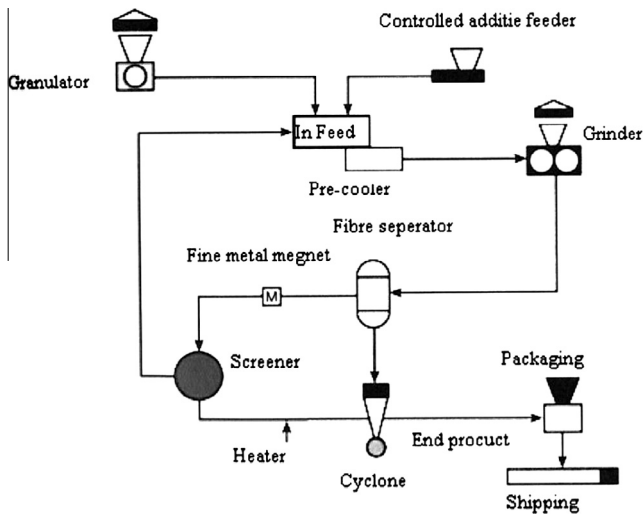 Controlled additie feeder
Granulator
In Feed
Grinder
Pre-cooler
Fibre seperator
Fine metal megnet
M
Screener
Packaging
End procuct
Heater
Cyclone
Shipping